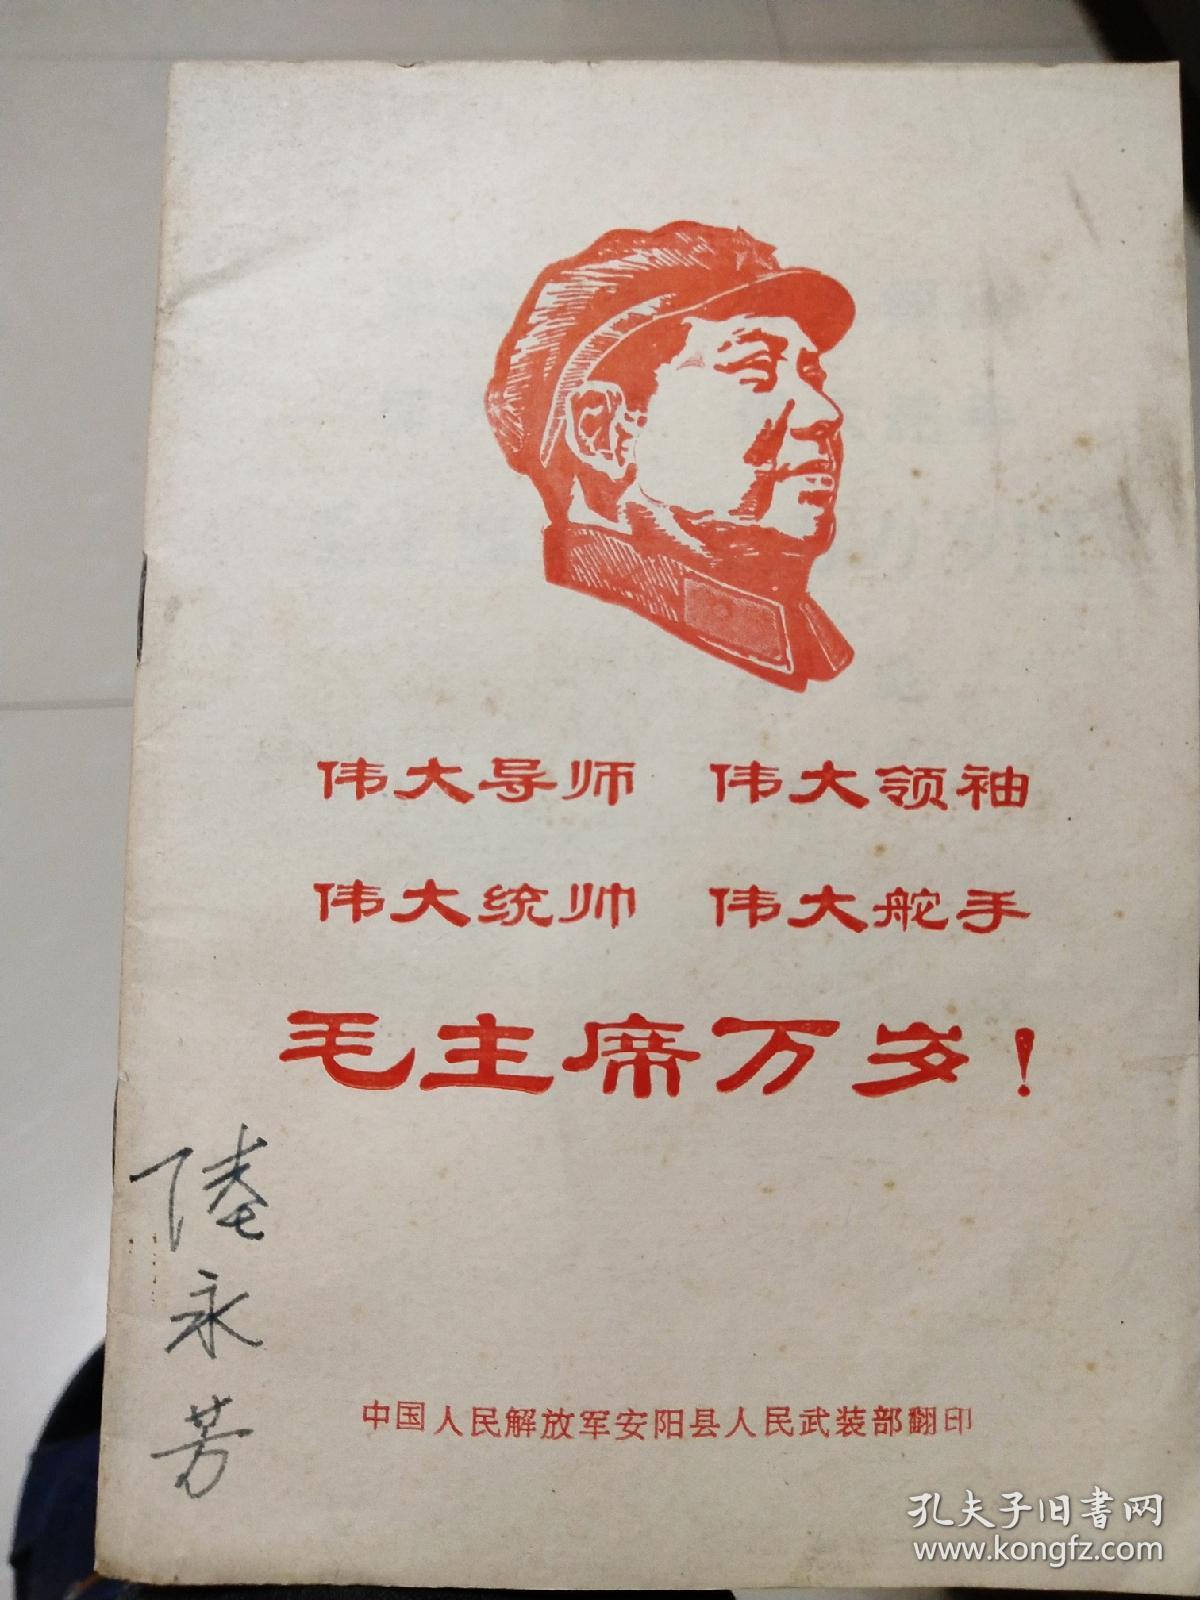 伟大导师 伟大领袖
伟大统帅 伟大舵手
毛主席万岁!
陆永芳
中国人民解放军安阳县人民武装部翻印
孔夫子旧书网
www.kongfz.com